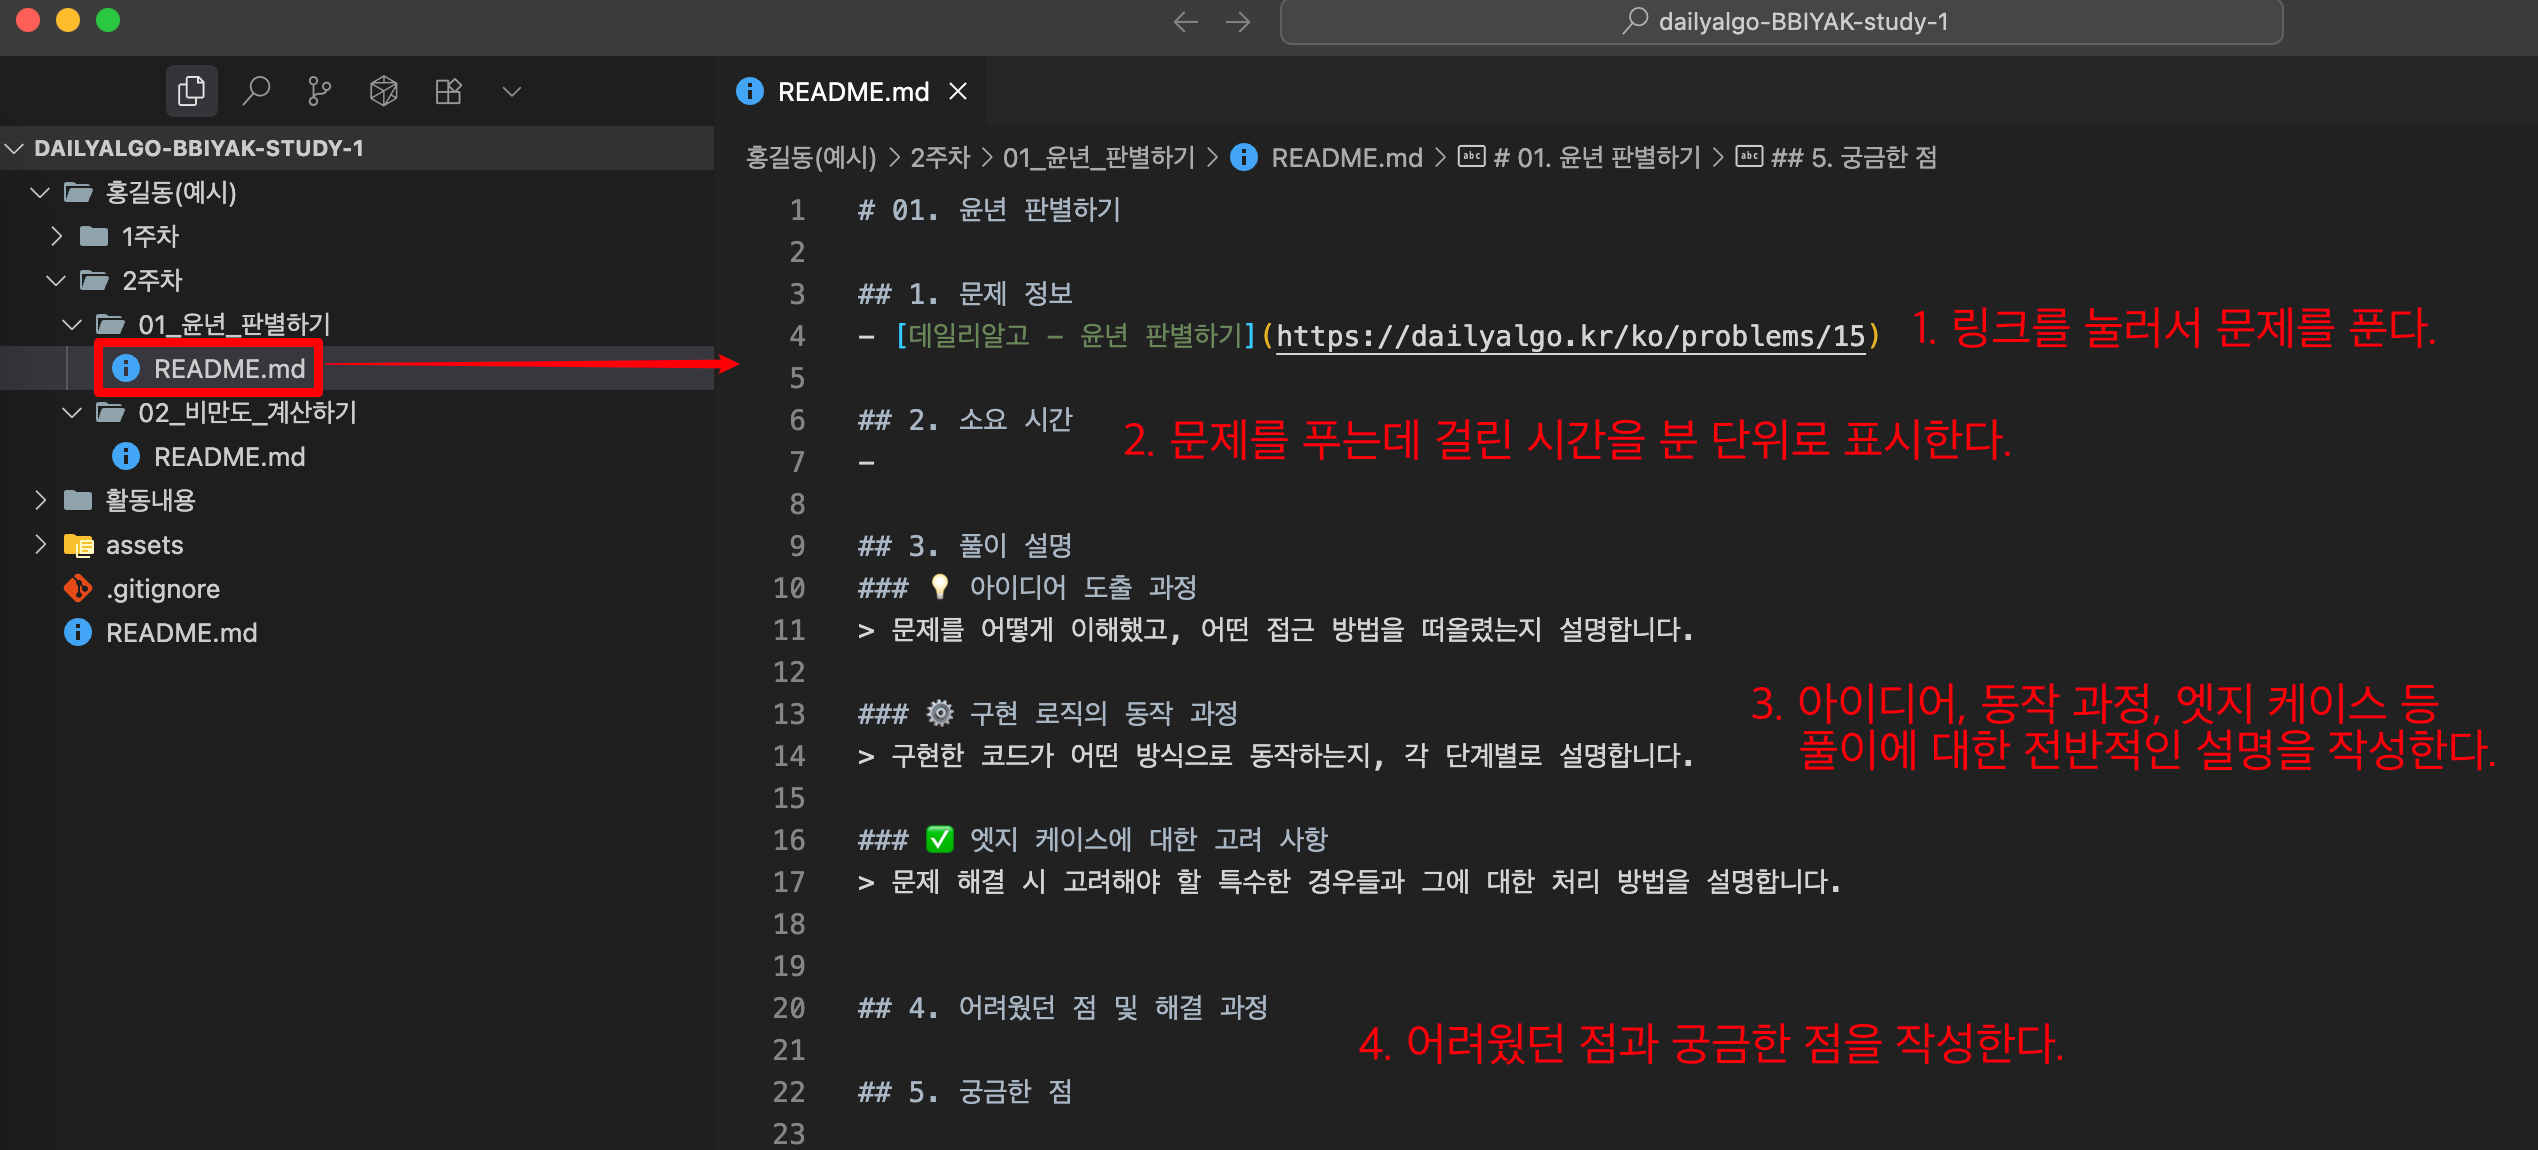 dailyalgo-BBIYAK-study-1
README.md
DAILYALGO-BBIYAK-STUDY-1
홍길동(예시)
1주차
2주차
01_윤년_판별하기
README.md
02_비만도_계산하기
README.md
활동내용
assets
.gitignore
README.md
홍길동(예시) > 2주차 > 01_윤년_판별하기 > README.md > abc # 01. 윤년 판별하기 > abc ## 5. 궁금한 점
1 # 01. 윤년 판별하기
2
3 ## 1. 문제 정보
4 - [데일리알고 - 윤년 판별하기](https://dailyalgo.kr/ko/problems/15)
1. 링크를 눌러서 문제를 푼다.
5
6 ## 2. 소요 시간
2. 문제를 푸는데 걸린 시간을 분 단위로 표시한다.
7 -
8
9 ## 3. 풀이 설명
10 ### 💡 아이디어 도출 과정
11 > 문제를 어떻게 이해했고, 어떤 접근 방법을 떠올렸는지 설명합니다.
12
13 ### ⚙️ 구현 로직의 동작 과정
3. 아이디어, 동작 과정, 엣지 케이스 등
풀이에 대한 전반적인 설명을 작성한다.
14 > 구현한 코드가 어떤 방식으로 동작하는지, 각 단계별로 설명합니다.
15
16 ### ✅ 엣지 케이스에 대한 고려 사항
17 > 문제 해결 시 고려해야 할 특수한 경우들과 그에 대한 처리 방법을 설명합니다.
18
19
20 ## 4. 어려웠던 점 및 해결 과정
4. 어려웠던 점과 궁금한 점을 작성한다.
21
22 ## 5. 궁금한 점
23